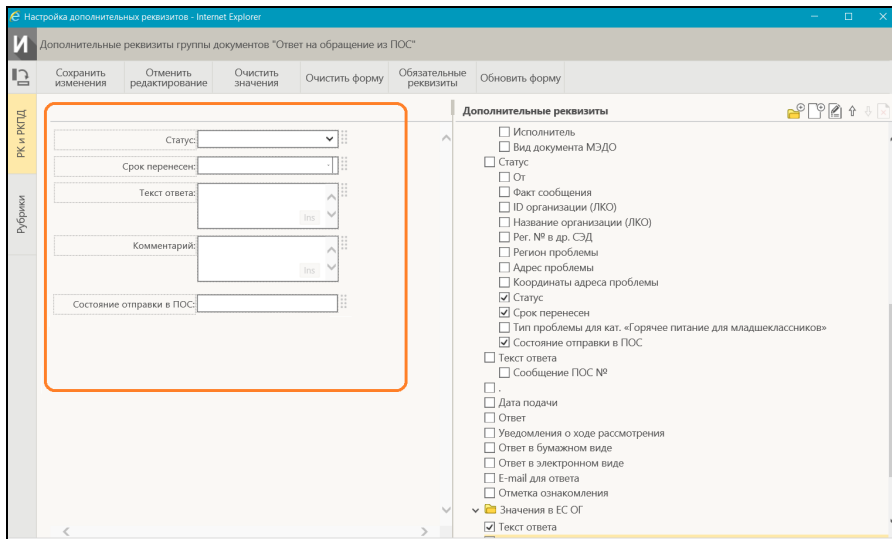 Настройка дополнительных реквизитов - Internet Explorer
Дополнительные реквизиты группы документов "Ответ на обращение из ПОС"
Сохранить изменения
Отменить редактирование
Очистить значения
Очистить форму
Обязательные реквизиты
Обновить форму
РК и РКПД
Рубрики
Статус:
Срок перенесен:
Текст ответа:
Ins
Комментарий:
Ins
Состояние отправки в ПОС:
Дополнительные реквизиты
Исполнитель
Вид документа МЭДО
Статус
От
Факт сообщения
ID организации (ЛКО)
Название организации (ЛКО)
Рег. № в др. СЭД
Регион проблемы
Адрес проблемы
Координаты адреса проблемы
Статус
Срок перенесен
Тип проблемы для кат. «Горячее питание для младшеклассников»
Состояние отправки в ПОС
Текст ответа
Сообщение ПОС №
.
Дата подачи
Ответ
Уведомления о ходе рассмотрения
Ответ в бумажном виде
Ответ в электронном виде
E-mail для ответа
Отметка ознакомления
Значения в ЕС ОГ
Текст ответа